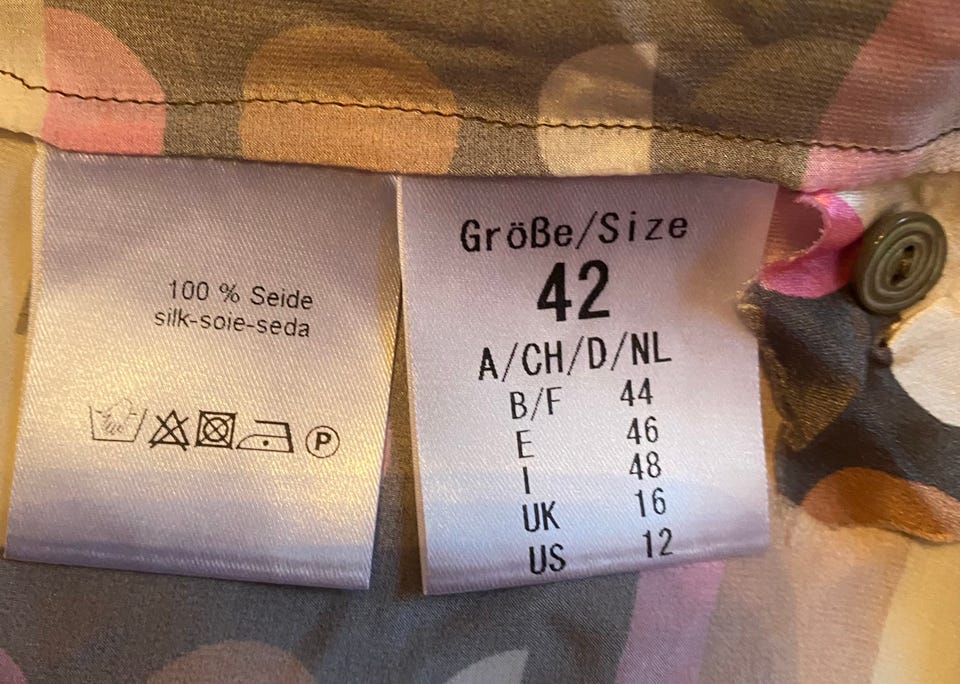 100 % Seide
silk-soie-seda
P
Größe/Size
42
A/CH/D/NL
B/F 44
E 46
I 48
UK 16
US 12